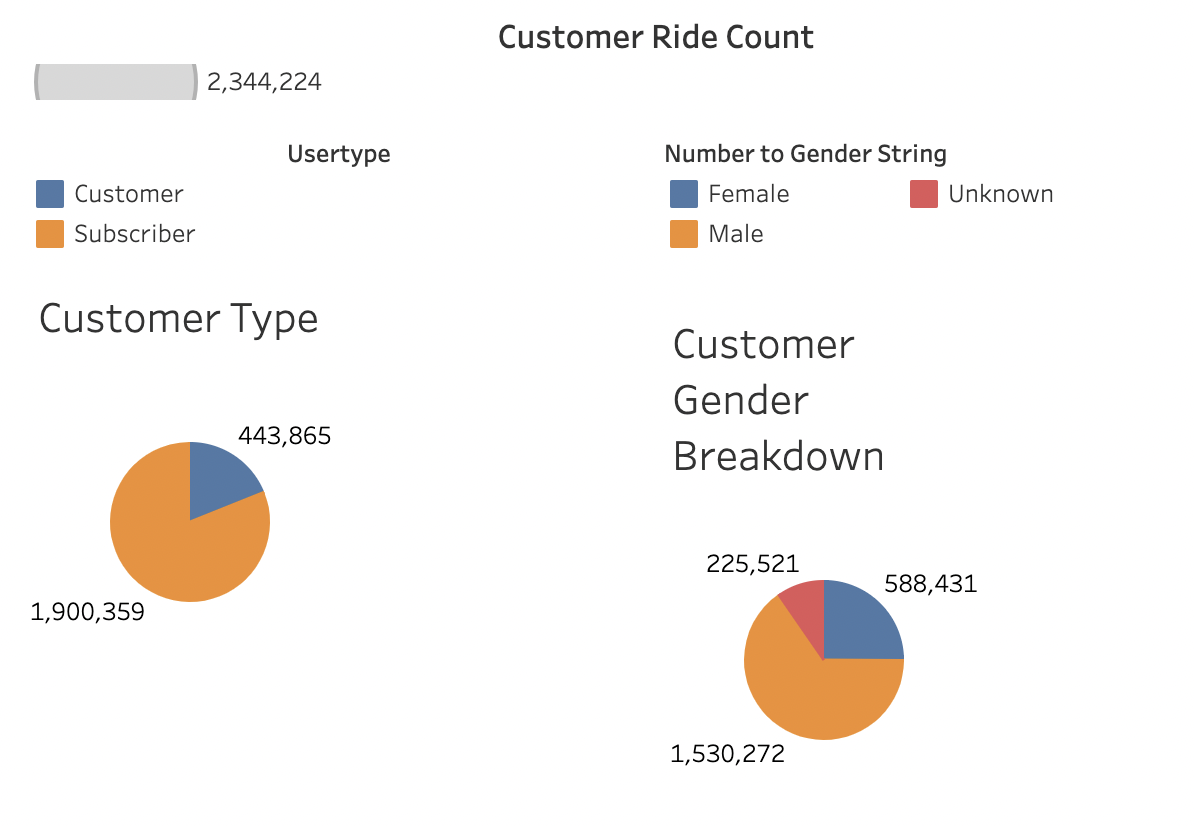 Customer Ride Count
2,344,224
Usertype
Customer
Subscriber
Number to Gender String
Female
Unknown
Male
Customer Type
443,865
1,900,359
Customer
Gender
Breakdown
225,521
588,431
1,530,272